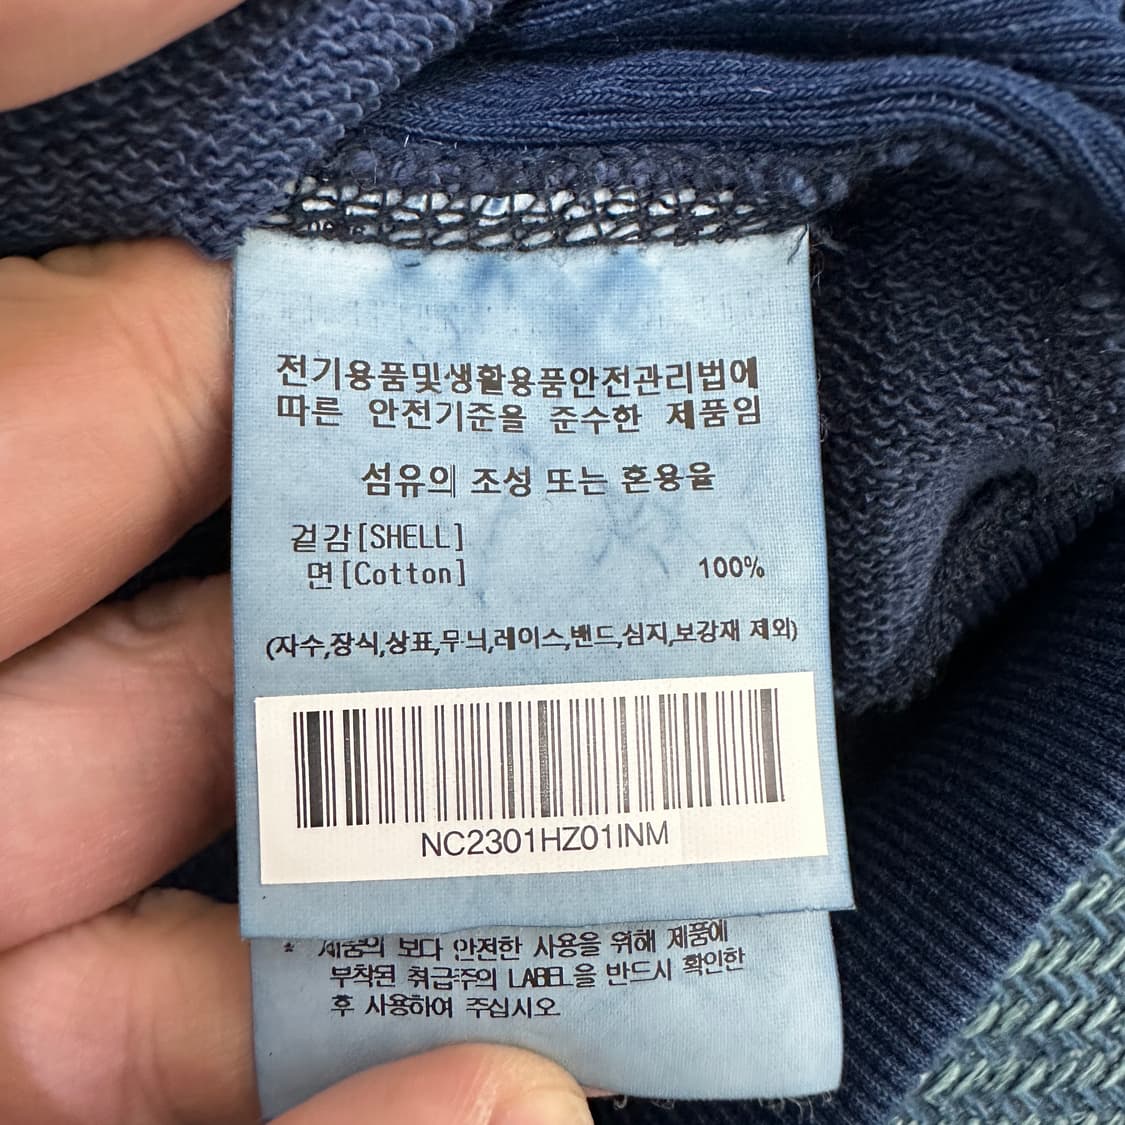 전기용품및생활용품안전관리법에
따른 안전기준을 준수한 제품임
섬유의 조성 또는 혼용율
겉감[SHELL]
면[Cotton] 100%
(자수,장식,상표,무늬,레이스,밴드,심지,보강재 제외)
NC2301HZ01INM
* 제품의 보다 안전한 사용을 위해 제품에
부착된 취급주의 LABEL을 반드시 확인한
후 사용하여 주십시오